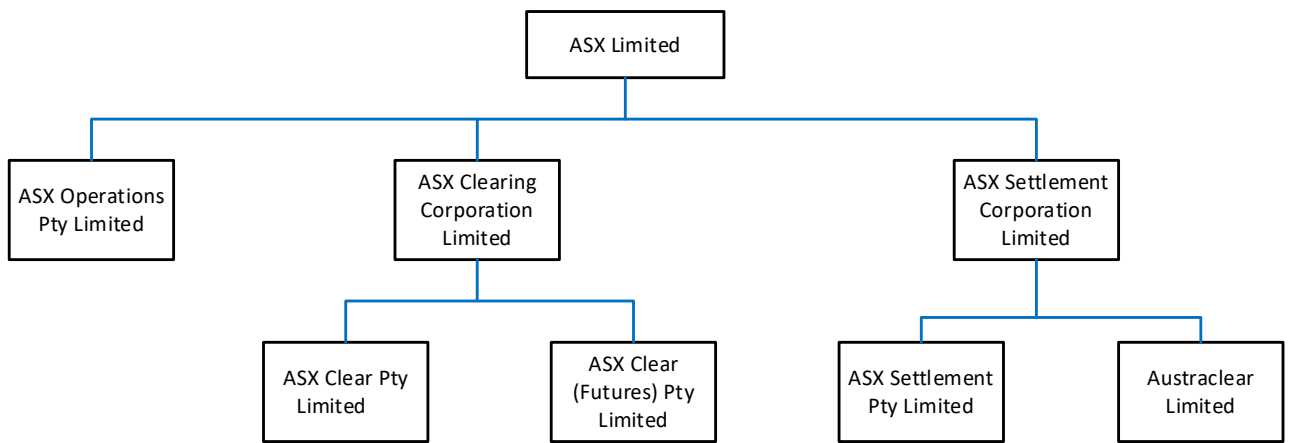 ASX Limited
ASX Operations
Pty Limited
ASX Clearing
Corporation
Limited
ASX Settlement
Corporation
Limited
ASX Clear Pty
Limited
ASX Clear
(Futures) Pty
Limited
ASX Settlement
Pty Limited
Austraclear
Limited